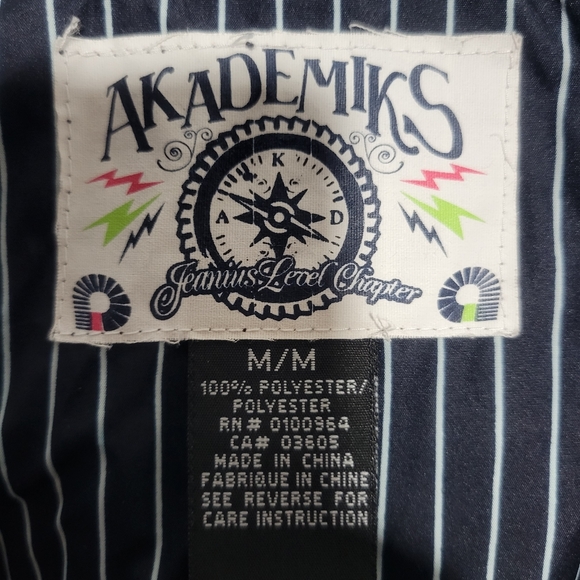 AKADEMIKS
K
A D
Jeanius Level Chapter
M/M
100% POLYESTER/
POLYESTER
RN# 0100964
CA# 03605
MADE IN CHINA
FABRIQUE IN CHINE
SEE REVERSE FOR
CARE INSTRUCTION